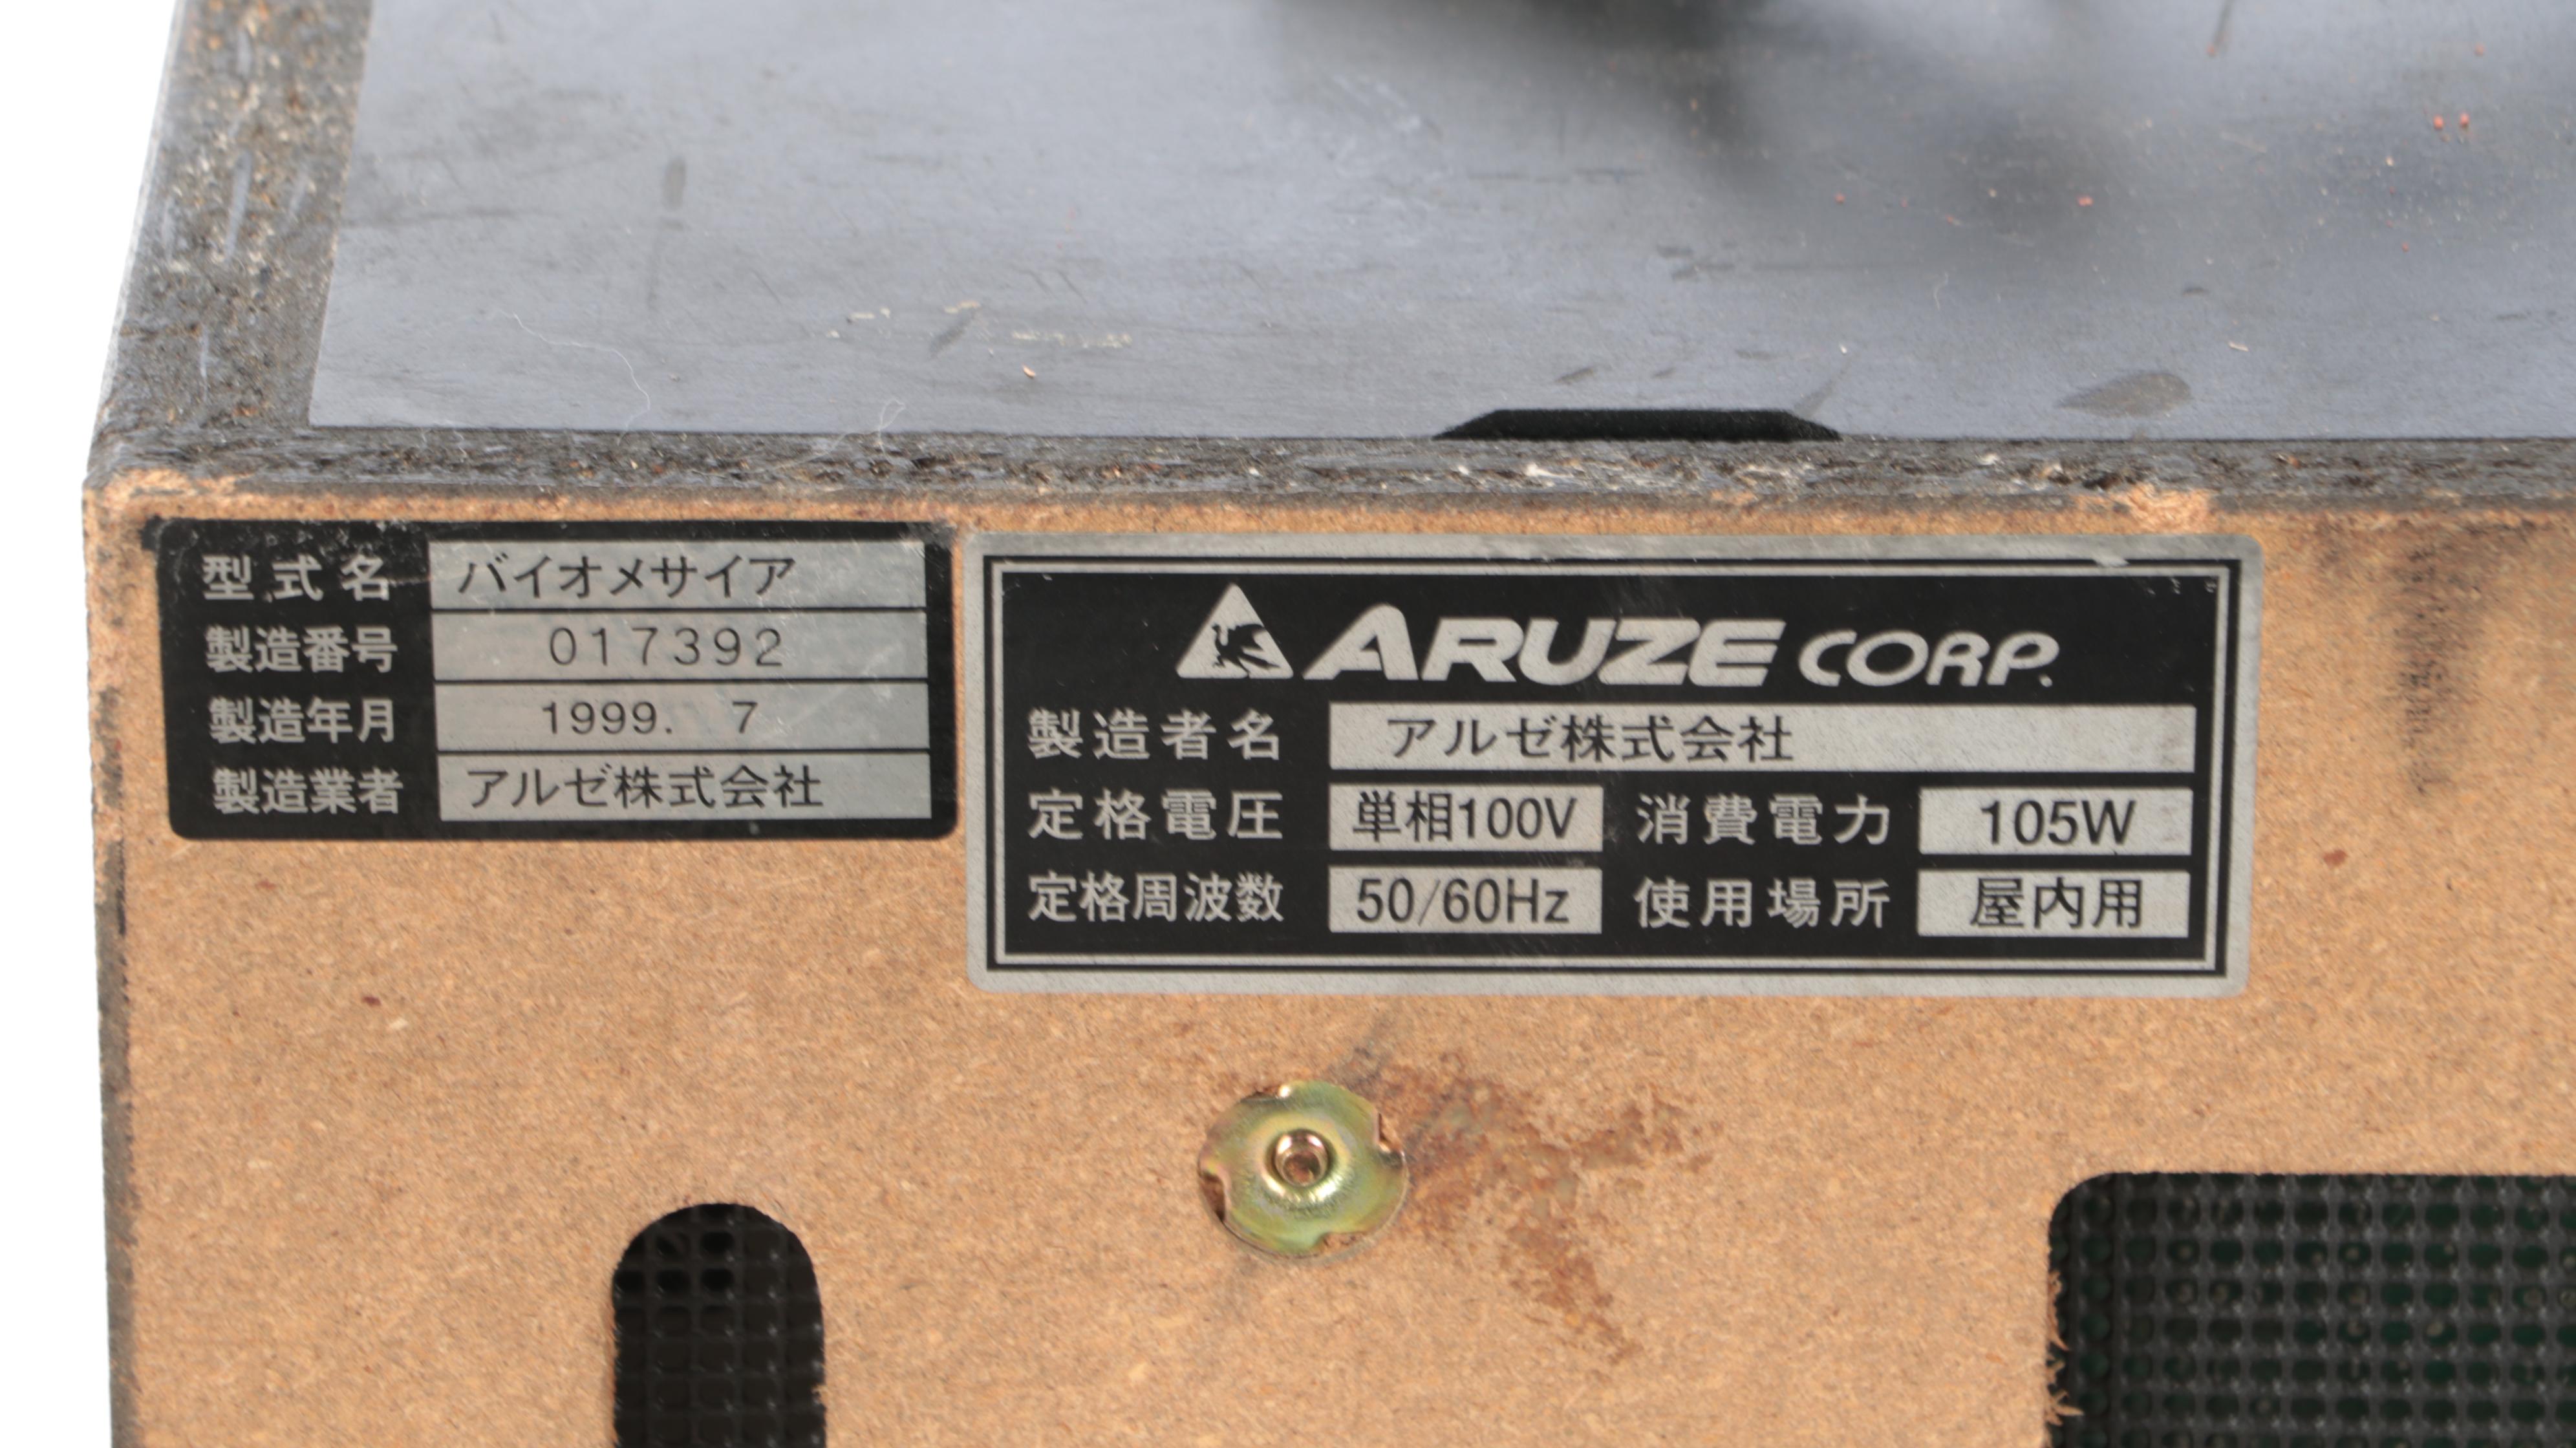 型式名 バイオメサイア
製造番号 017392
製造年月 1999. 7
製造業者 アルゼ株式会社
ARUZE CORP.
製造者名 アルゼ株式会社
定格電圧 単相100V 消費電力 105W
定格周波数 50/60Hz 使用場所 屋内用